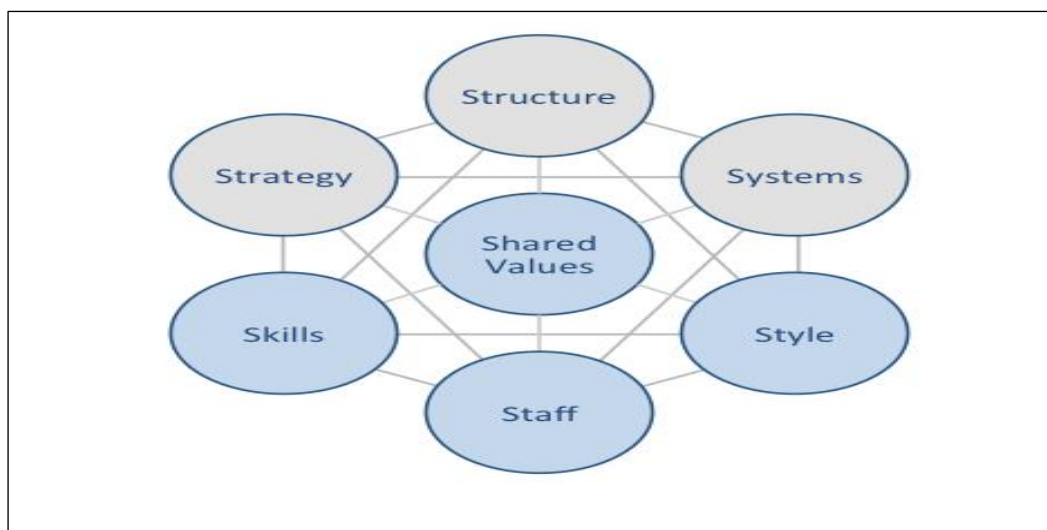 Structure
Strategy
Systems
Shared
Values
Skills
Style
Staff